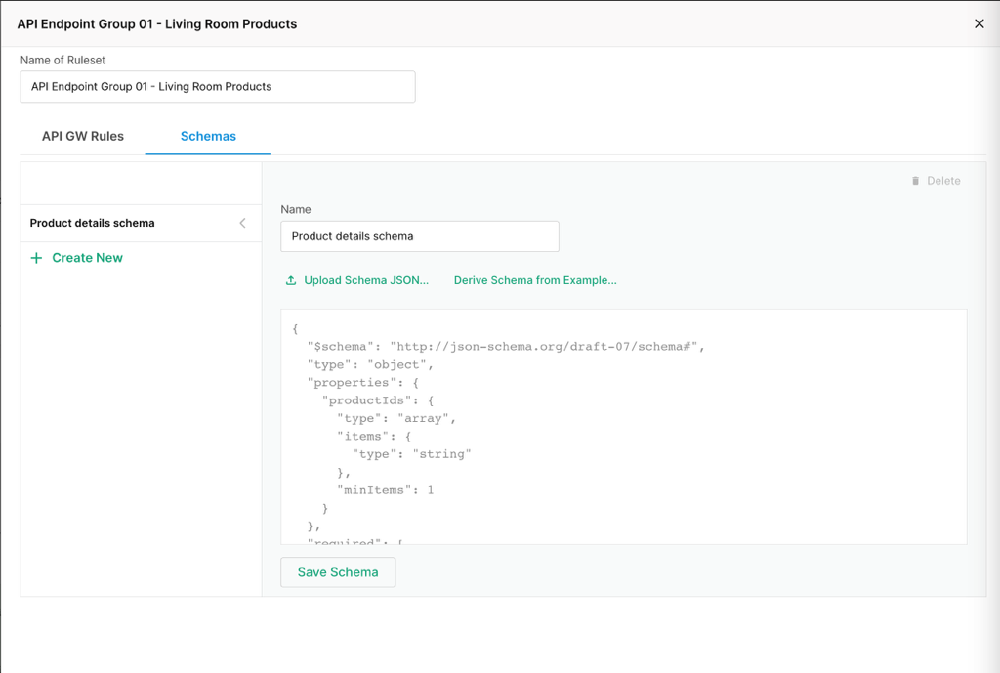 API Endpoint Group 01 - Living Room Products
Name of Ruleset
API Endpoint Group 01 - Living Room Products
API GW Rules
Schemas
Delete
Product details schema
Create New
Name
Product details schema
Upload Schema JSON...
Derive Schema from Example...
{
"$schema": "http://json-schema.org/draft-07/schema#",
"type": "object",
"properties": {
"productIds": {
"type": "array",
"items": {
"type": "string"
},
"minItems": 1
}
},
"required": [
Save Schema